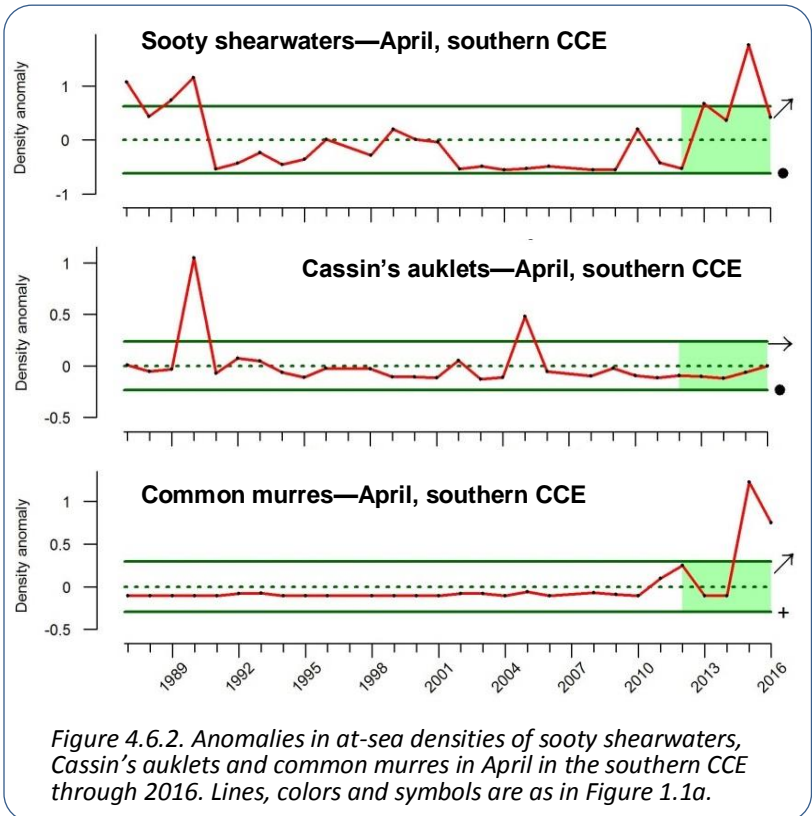 Sooty shearwaters—April, southern CCE
Density anomaly
1
0
-1
Cassin's auklets—April, southern CCE
Density anomaly
1
0.5
0
-0.5
Common murres—April, southern CCE
Density anomaly
1
0.5
0
-0.5
+
1989 1992 1995 1998 2001 2004 2007 2010 2013 2016
Figure 4.6.2. Anomalies in at-sea densities of sooty shearwaters,
Cassin's auklets and common murres in April in the southern CCE
through 2016. Lines, colors and symbols are as in Figure 1.1a.